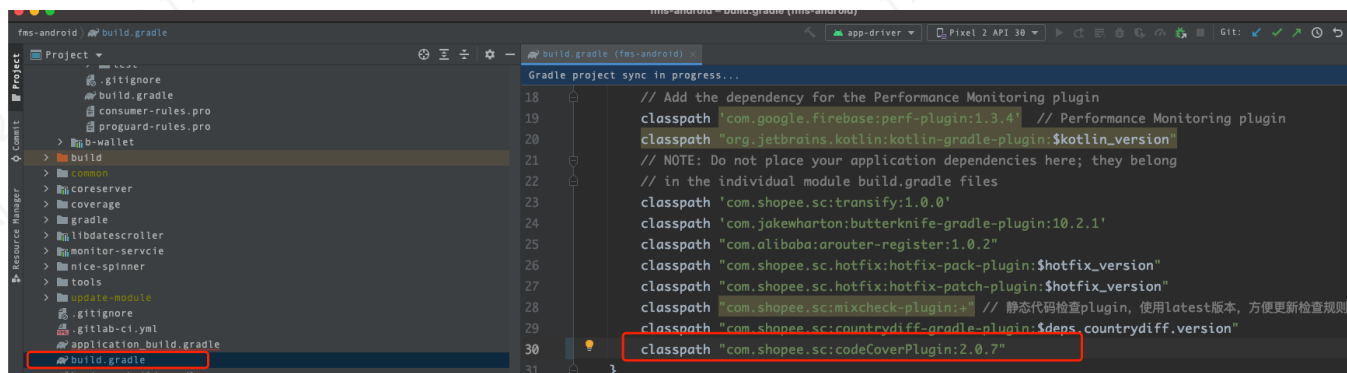 fms-android – build.gradle (fms-android)
fms-android build.gradle
app-driver
Pixel 2 API 30
Git:
Project
build.gradle (fms-android)
Gradle project sync in progress...
Project
Commit
Resource Manager
test
.gitignore
build.gradle
consumer-rules.pro
proguard-rules.pro
b-wallet
build
common
coreserver
coverage
gradle
libdatescroller
monitor-servcie
nice-spinner
tools
update-module
.gitignore
.gitlab-ci.yml
application_build.gradle
build.gradle
18 // Add the dependency for the Performance Monitoring plugin
19 classpath 'com.google.firebase:perf-plugin:1.3.4' // Performance Monitoring plugin
20 classpath "org.jetbrains.kotlin:kotlin-gradle-plugin:$kotlin_version"
21 // NOTE: Do not place your application dependencies here; they belong
22 // in the individual module build.gradle files
23 classpath 'com.shopee.sc:transify:1.0.0'
24 classpath 'com.jakewharton:butterknife-gradle-plugin:10.2.1'
25 classpath "com.alibaba:arouter-register:1.0.2"
26 classpath "com.shopee.sc.hotfix:hotfix-pack-plugin:$hotfix_version"
27 classpath "com.shopee.sc.hotfix:hotfix-patch-plugin:$hotfix_version"
28 classpath "com.shopee.sc:mixcheck-plugin:+" // 静态代码检查plugin，使用latest版本，方便更新检查规则
29 classpath "com.shopee.sc:countrydiff-gradle-plugin:$deps.countrydiff.version"
30 classpath "com.shopee.sc:codeCoverPlugin:2.0.7"
31 }